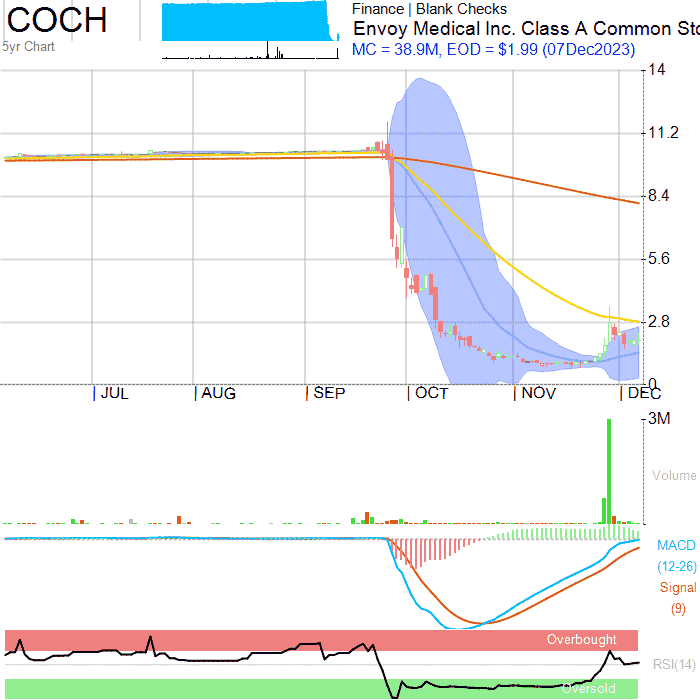 COCH
5yr Chart
Finance | Blank Checks
Envoy Medical Inc. Class A Common Sto
MC = 38.9M, EOD = $1.99 (07Dec2023)
14
11.2
8.4
5.6
2.8
0
JUL AUG SEP OCT NOV DEC
3M
Volume
MACD
(12-26)
Signal
(9)
Overbought
RSI(14)
Oversold